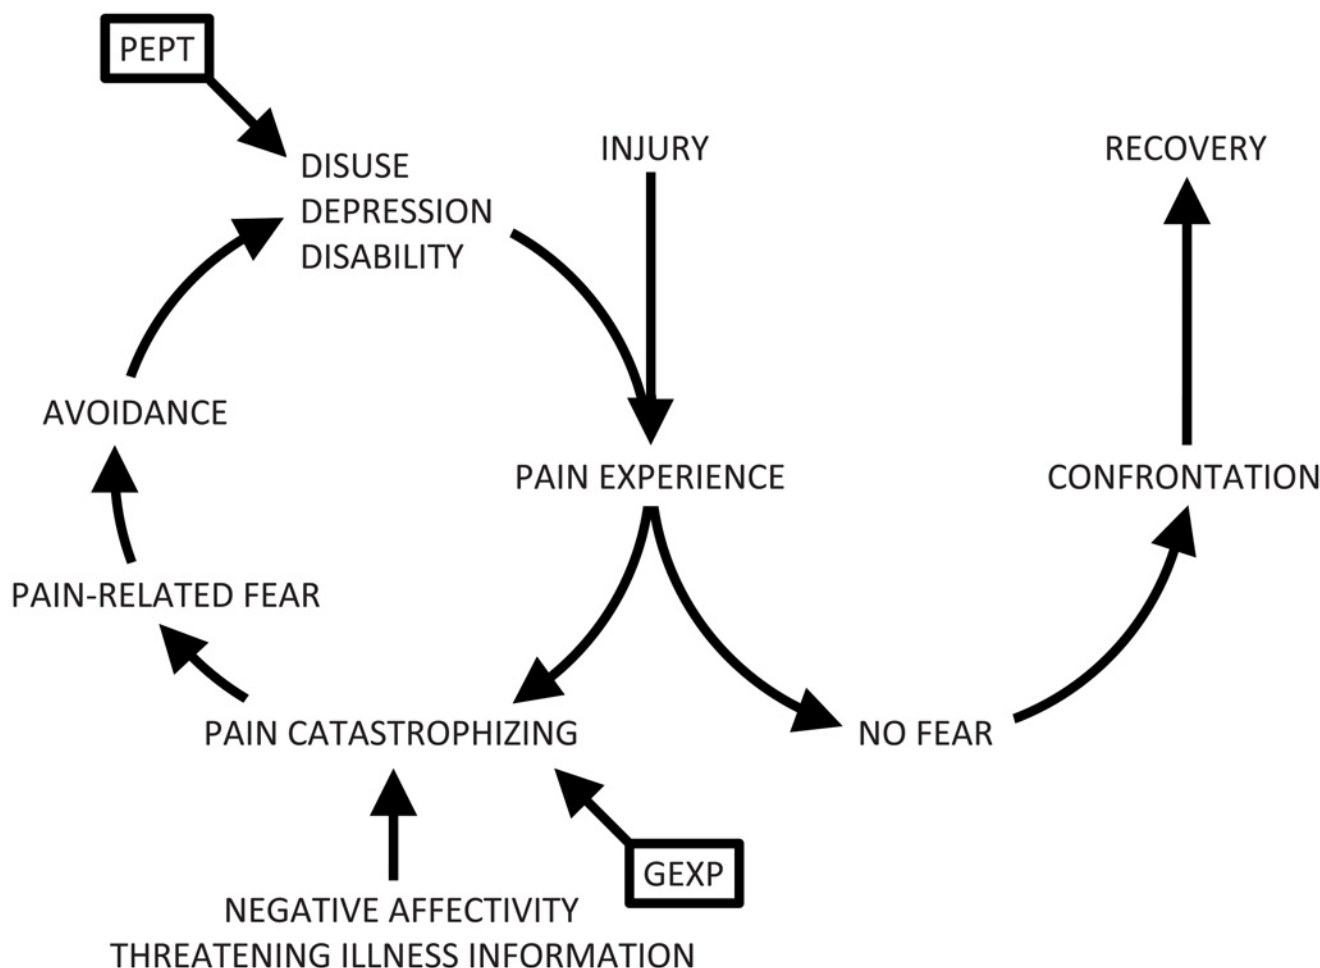 PEPT
INJURY
RECOVERY
DISUSE
DEPRESSION
DISABILITY
AVOIDANCE
PAIN EXPERIENCE
CONFRONTATION
PAIN-RELATED FEAR
PAIN CATASTROPHIZING
NO FEAR
GEXP
NEGATIVE AFFECTIVITY
THREATENING ILLNESS INFORMATION